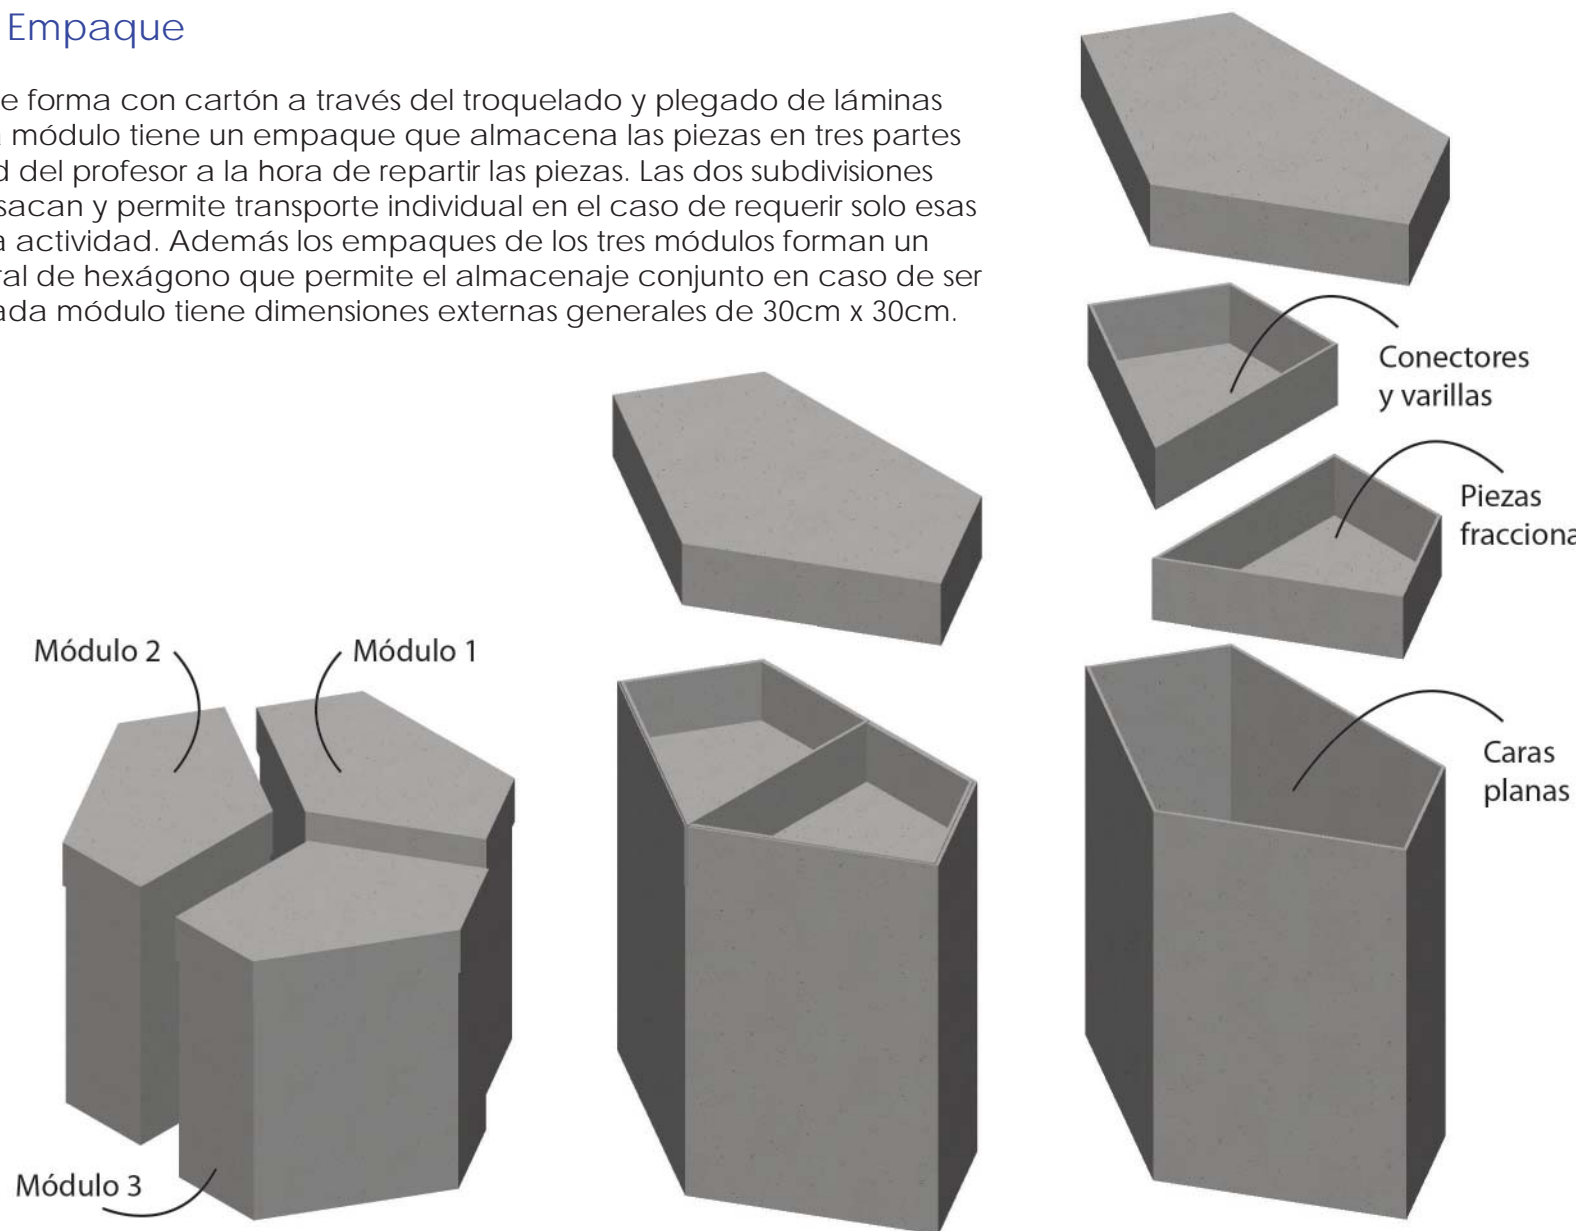 Empaque
e forma con cartón a través del troquelado y plegado de láminas
módulo tiene un empaque que almacena las piezas en tres partes
d del profesor a la hora de repartir las piezas. Las dos subdivisiones
sacan y permite transporte individual en el caso de requerir solo esas
a actividad. Además los empaques de los tres módulos forman un
ral de hexágono que permite el almacenaje conjunto en caso de ser
ada módulo tiene dimensiones externas generales de 30cm x 30cm.
Conectores
y varillas
Piezas
fracciona
Módulo 2
Módulo 1
Caras
planas
Módulo 3